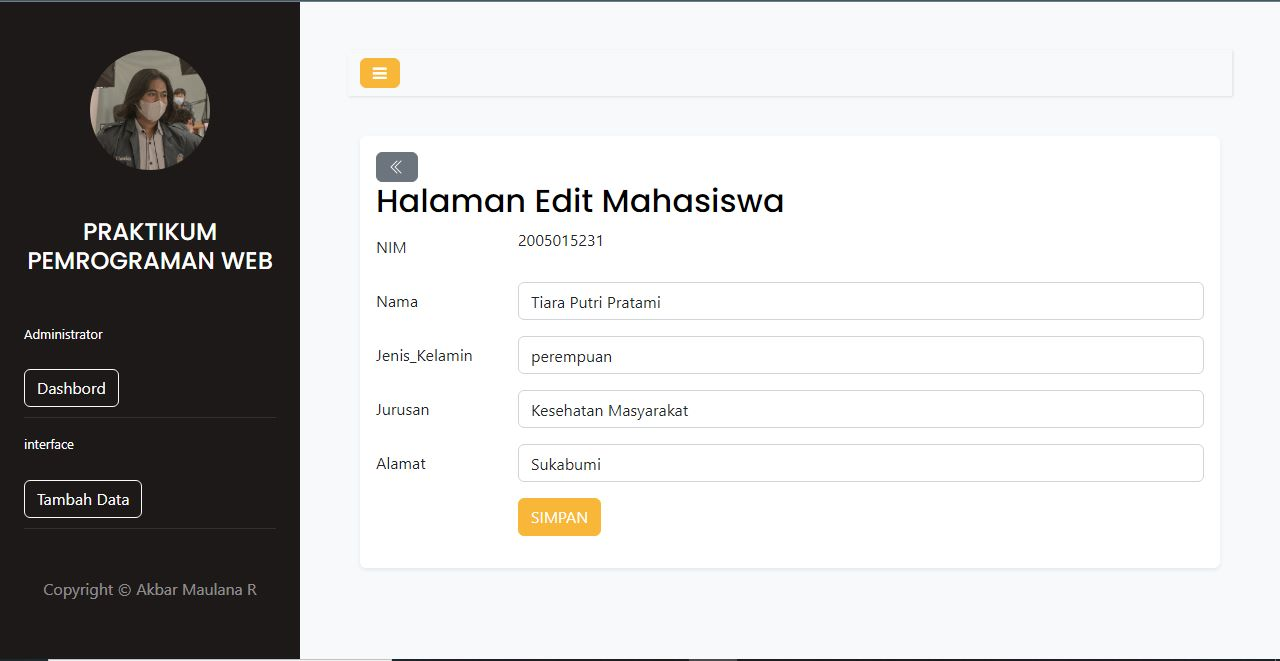 PRAKTIKUM
PEMROGRAMAN WEB
Administrator
Dashbord
interface
Tambah Data
Copyright © Akbar Maulana R
Halaman Edit Mahasiswa
NIM 2005015231
Nama Tiara Putri Pratami
Jenis_Kelamin perempuan
Jurusan Kesehatan Masyarakat
Alamat Sukabumi
SIMPAN